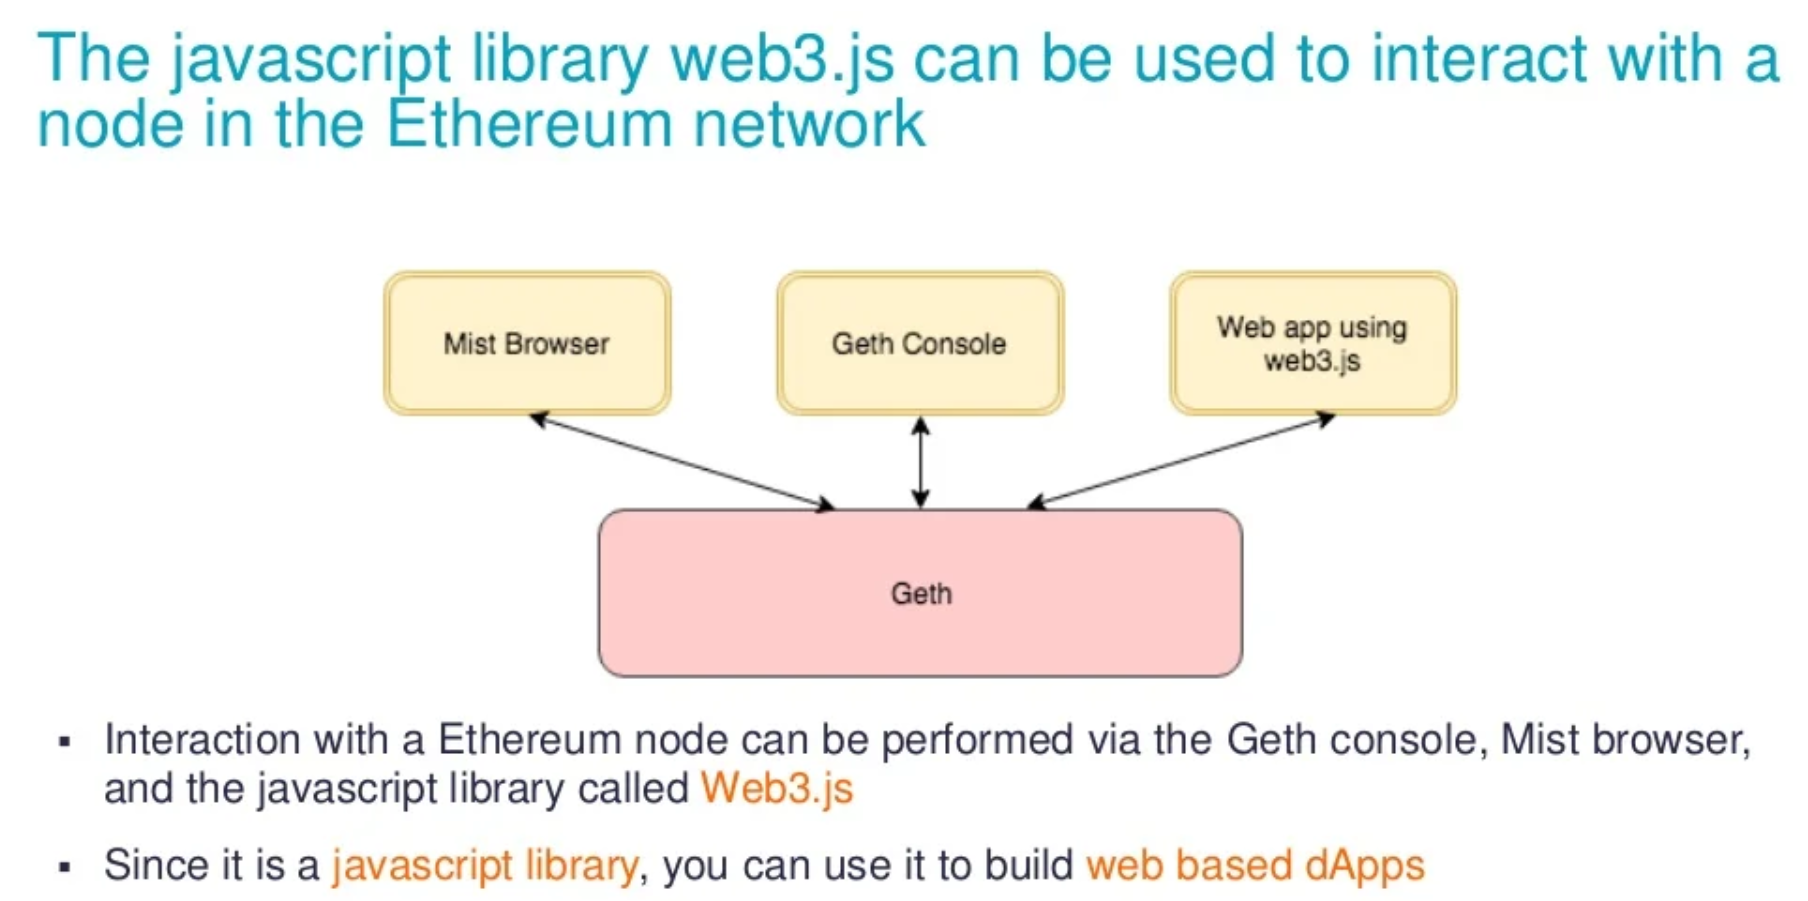 The javascript library web3.js can be used to interact with a
node in the Ethereum network
Mist Browser
Geth Console
Web app using
web3.js
Geth
▪ Interaction with a Ethereum node can be performed via the Geth console, Mist browser,
and the javascript library called Web3.js
▪ Since it is a javascript library, you can use it to build web based dApps